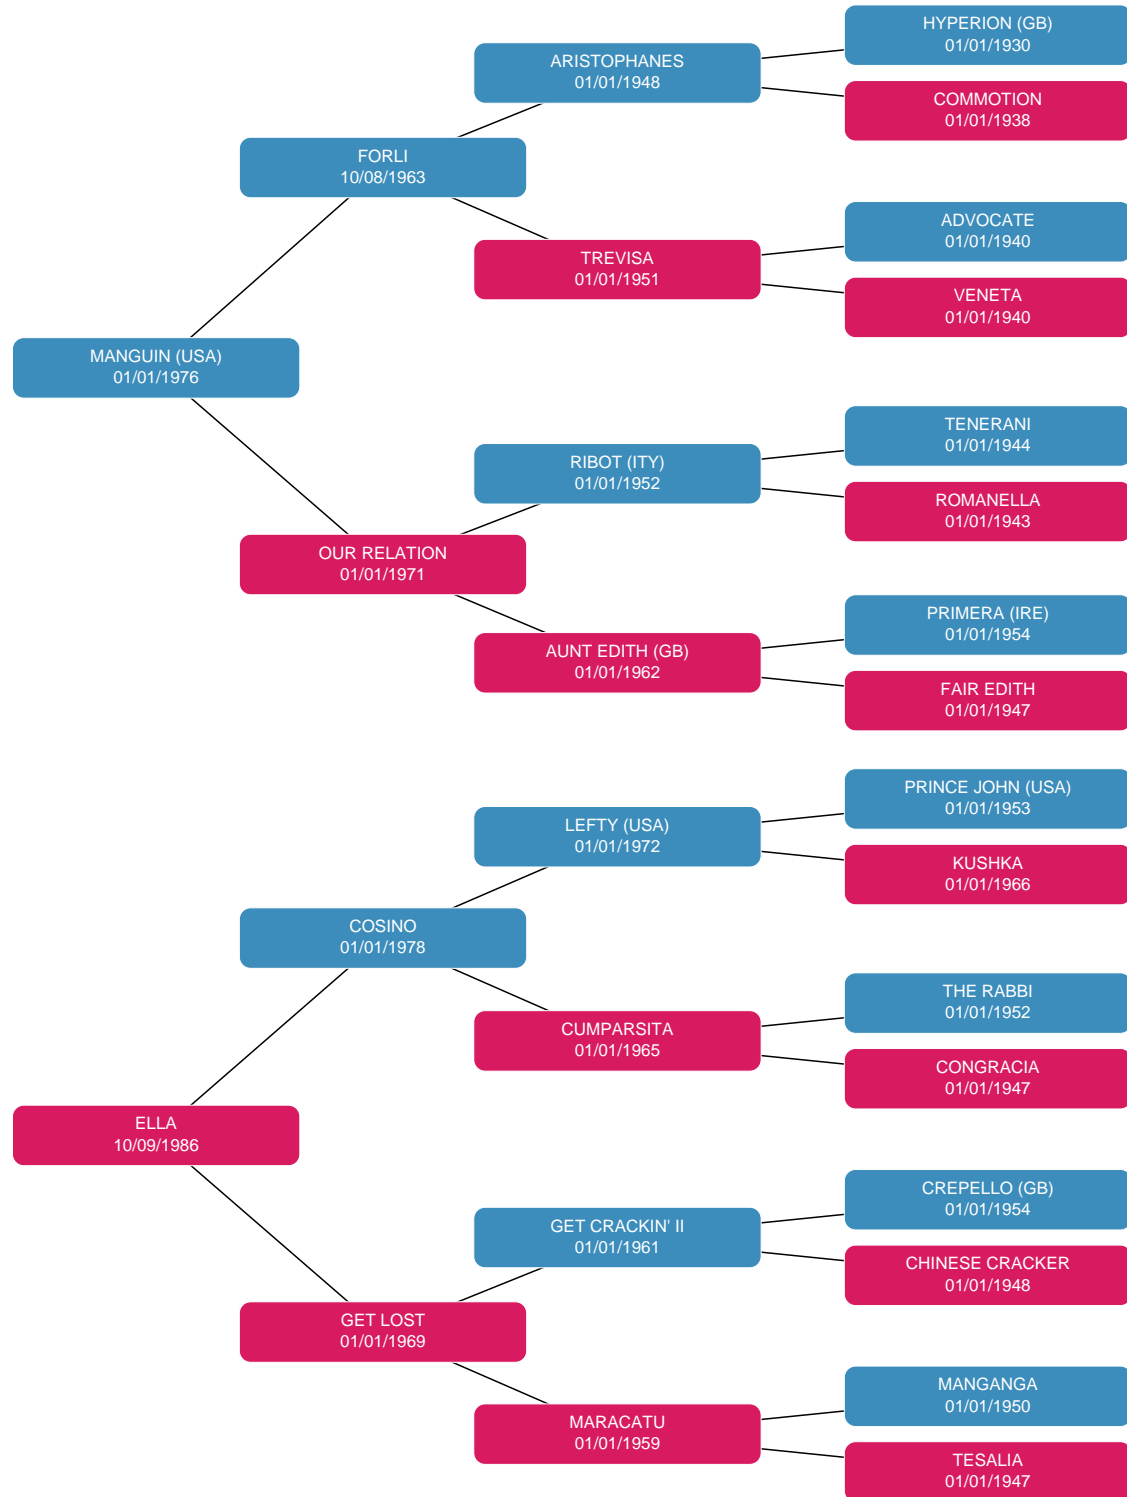 HYPERION (GB)
01/01/1930
ARISTOPHANES
01/01/1948
COMMOTION
01/01/1938
FORLI
10/08/1963
ADVOCATE
01/01/1940
TREVISA
01/01/1951
VENETA
01/01/1940
MANGUIN (USA)
01/01/1976
TENERANI
01/01/1944
RIBOT (ITY)
01/01/1952
ROMANELLA
01/01/1943
OUR RELATION
01/01/1971
PRIMERA (IRE)
01/01/1954
AUNT EDITH (GB)
01/01/1962
FAIR EDITH
01/01/1947
PRINCE JOHN (USA)
01/01/1953
LEFTY (USA)
01/01/1972
KUSHKA
01/01/1966
COSINO
01/01/1978
THE RABBI
01/01/1952
CUMPARSITA
01/01/1965
CONGRACIA
01/01/1947
ELLA
10/09/1986
CREPELLO (GB)
01/01/1954
GET CRACKIN' II
01/01/1961
CHINESE CRACKER
01/01/1948
GET LOST
01/01/1969
MANGANGA
01/01/1950
MARACATU
01/01/1959
TESALIA
01/01/1947